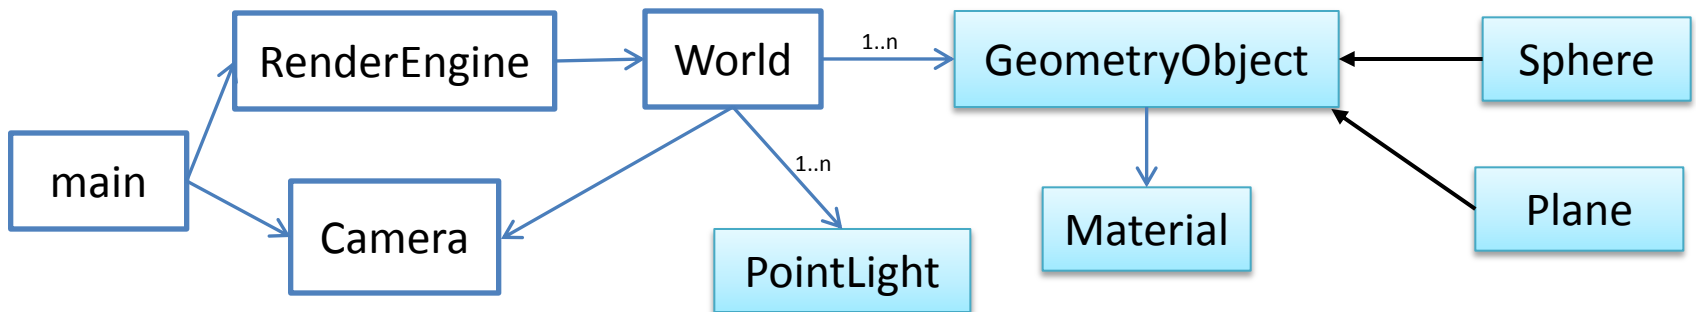 RenderEngine
World
1..n
GeometryObject
Sphere
main
Camera
1..n
PointLight
Material
Plane